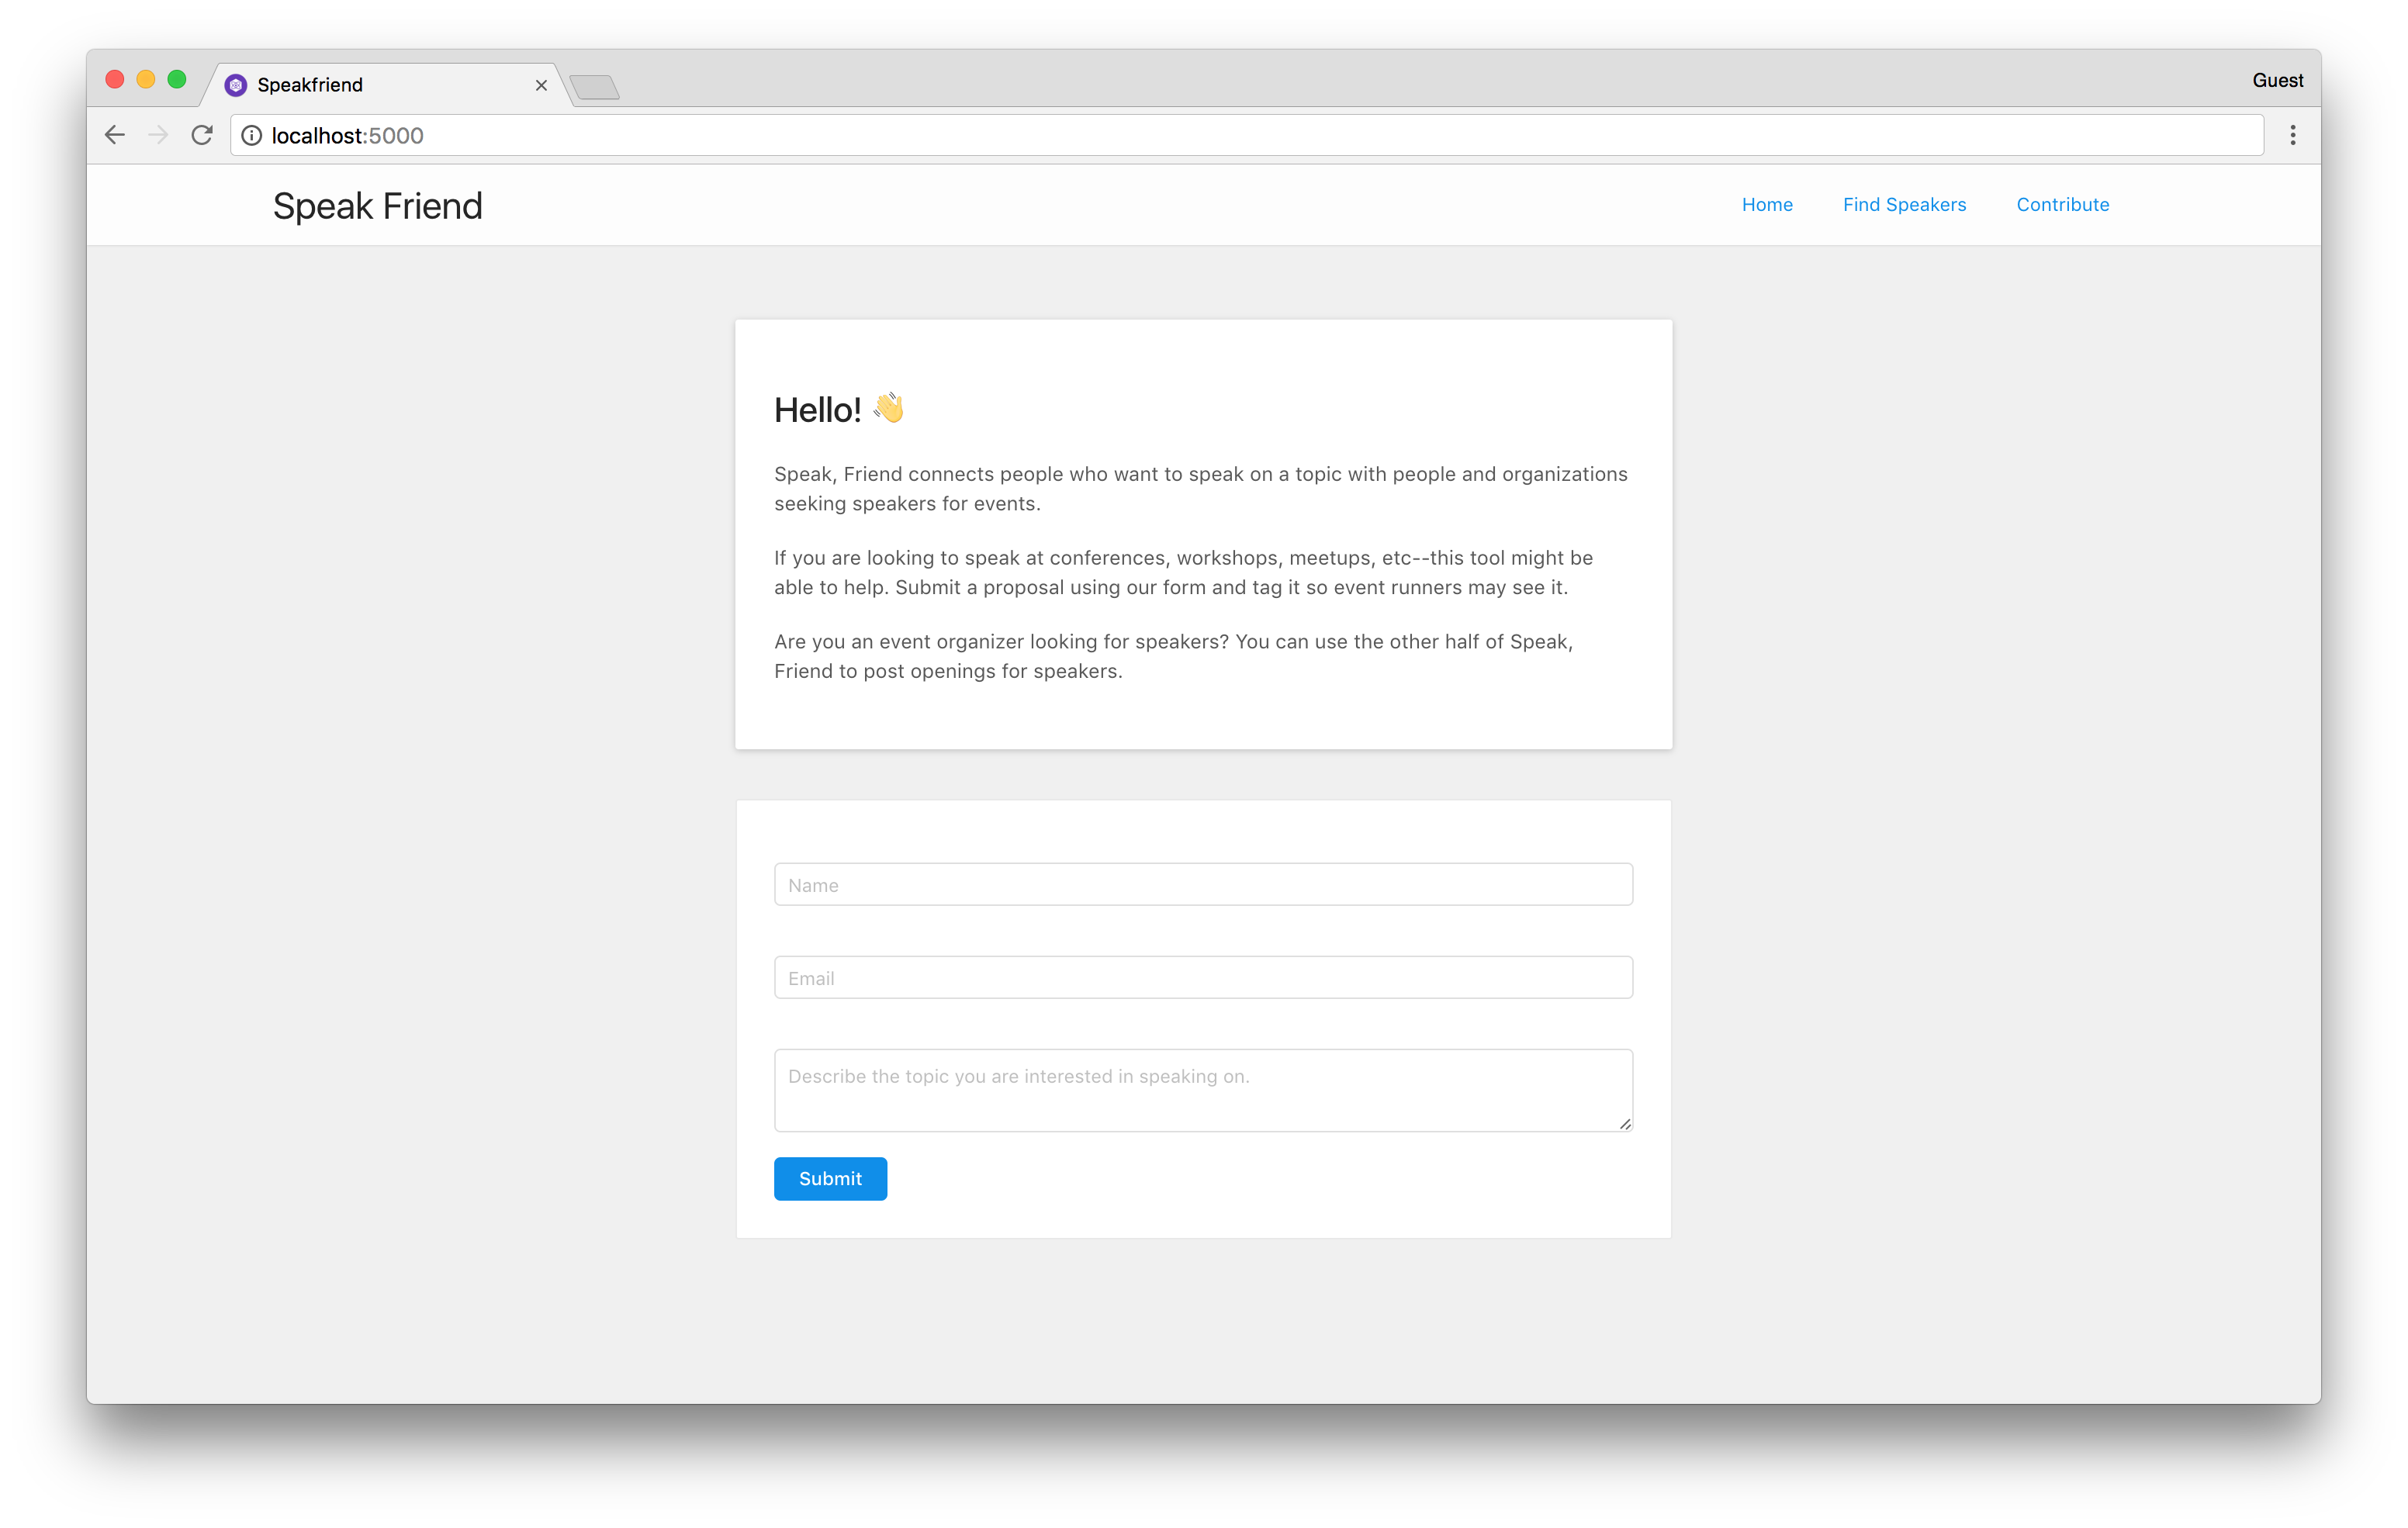 Speakfriend
Guest
localhost:5000
Speak Friend
Home
Find Speakers
Contribute
Hello! 👋
Speak, Friend connects people who want to speak on a topic with people and organizations
seeking speakers for events.
If you are looking to speak at conferences, workshops, meetups, etc--this tool might be
able to help. Submit a proposal using our form and tag it so event runners may see it.
Are you an event organizer looking for speakers? You can use the other half of Speak,
Friend to post openings for speakers.
Name
Email
Describe the topic you are interested in speaking on.
Submit